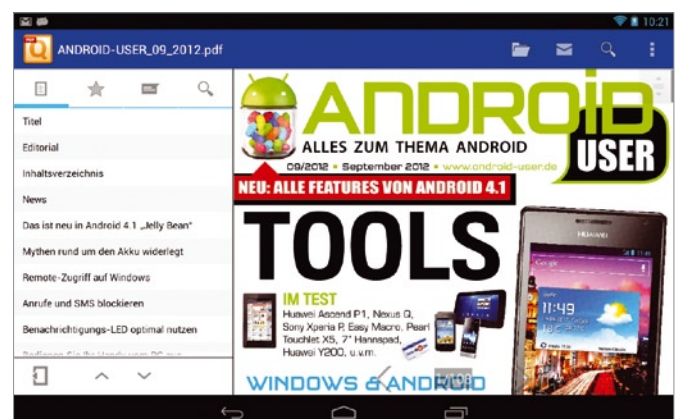 10:21
PDF
ANDROID-USER_09_2012.pdf
Titel
Editorial
Inhaltsverzeichnis
News
Das ist neu in Android 4.1 „Jelly Bean“
Mythen rund um den Akku widerlegt
Remote-Zugriff auf Windows
Anrufe und SMS blockieren
Benachrichtigungs-LED optimal nutzen
ANDROID
USER
ALLES ZUM THEMA ANDROID
09/2012 • September 2012 • www.android-user.de
NEU: ALLE FEATURES VON ANDROID 4.1
TOOLS
IM TEST
Huawei Ascend P1, Nexus Q,
Sony Xperia P, Easy Macro, Pearl
Touchlet X5, 7" Hannspad,
Huawei Y200, u.v.m.
WINDOWS & ANDROID
HUAWEI
Google
11:49